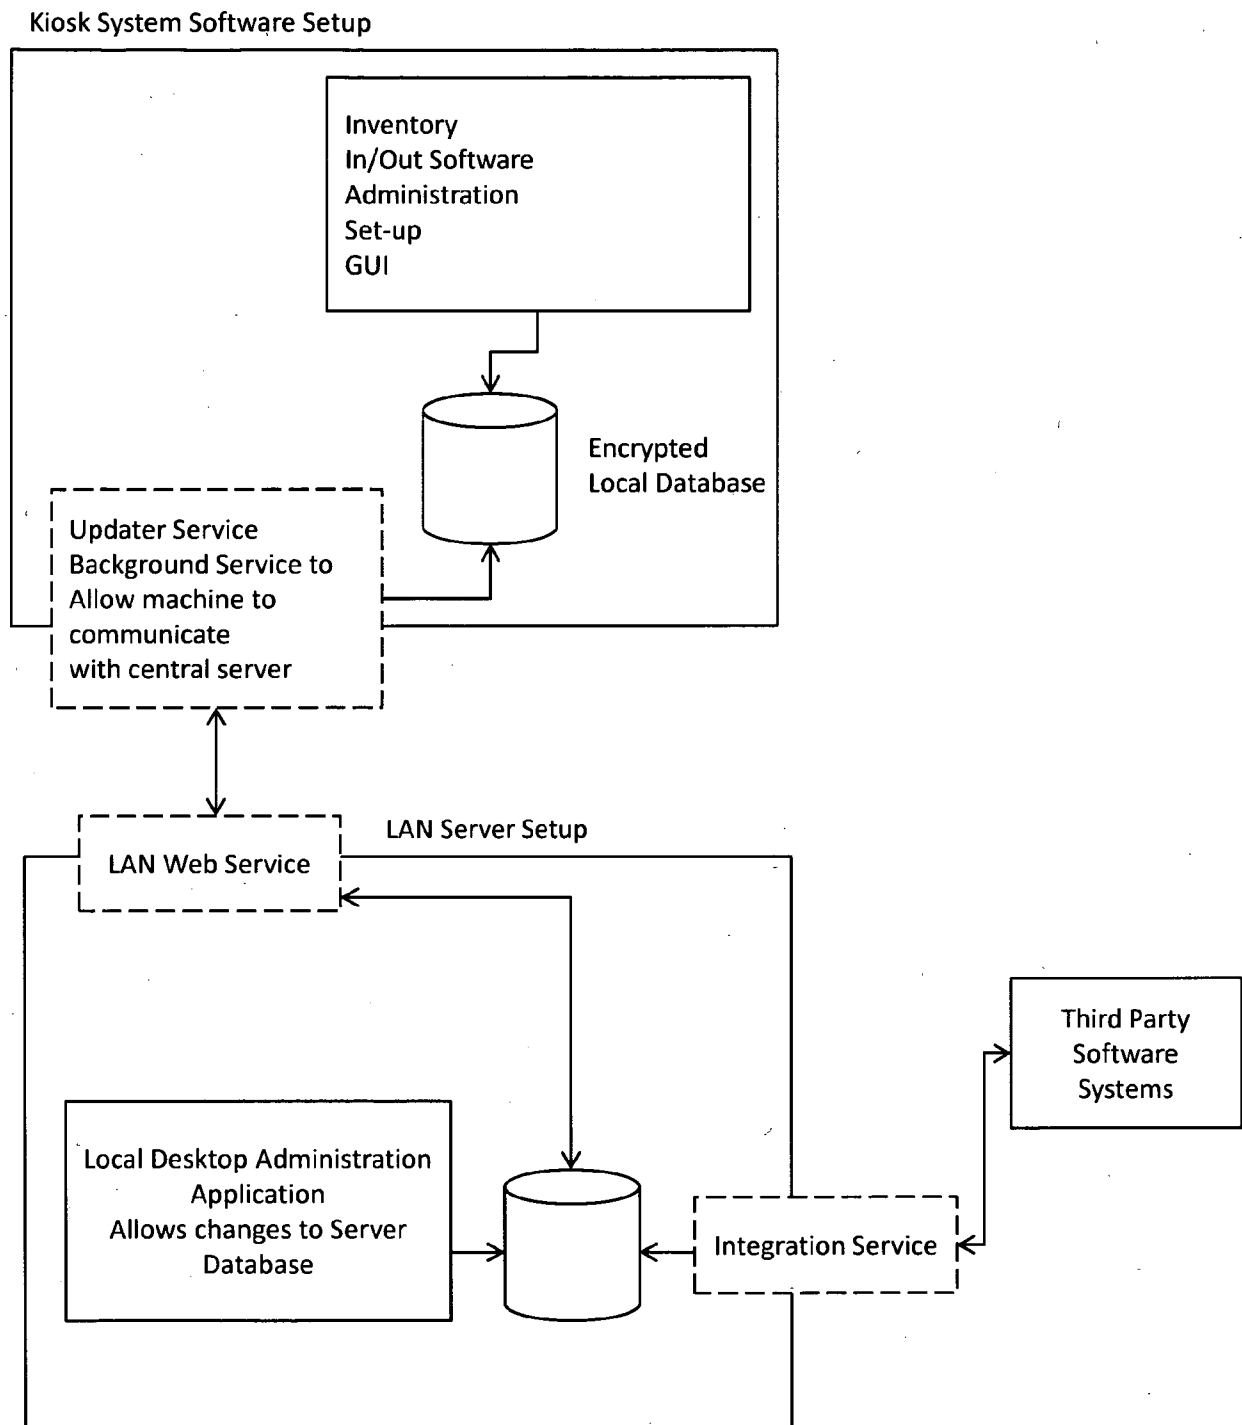 Kiosk System Software Setup
Inventory
In/Out Software
Administration
Set-up
GUI
Encrypted
Local Database
Updater Service
Background Service to
Allow machine to
communicate
with central server
LAN Server Setup
LAN Web Service
Third Party
Software
Systems
Local Desktop Administration
Application
Allows changes to Server
Database
Integration Service